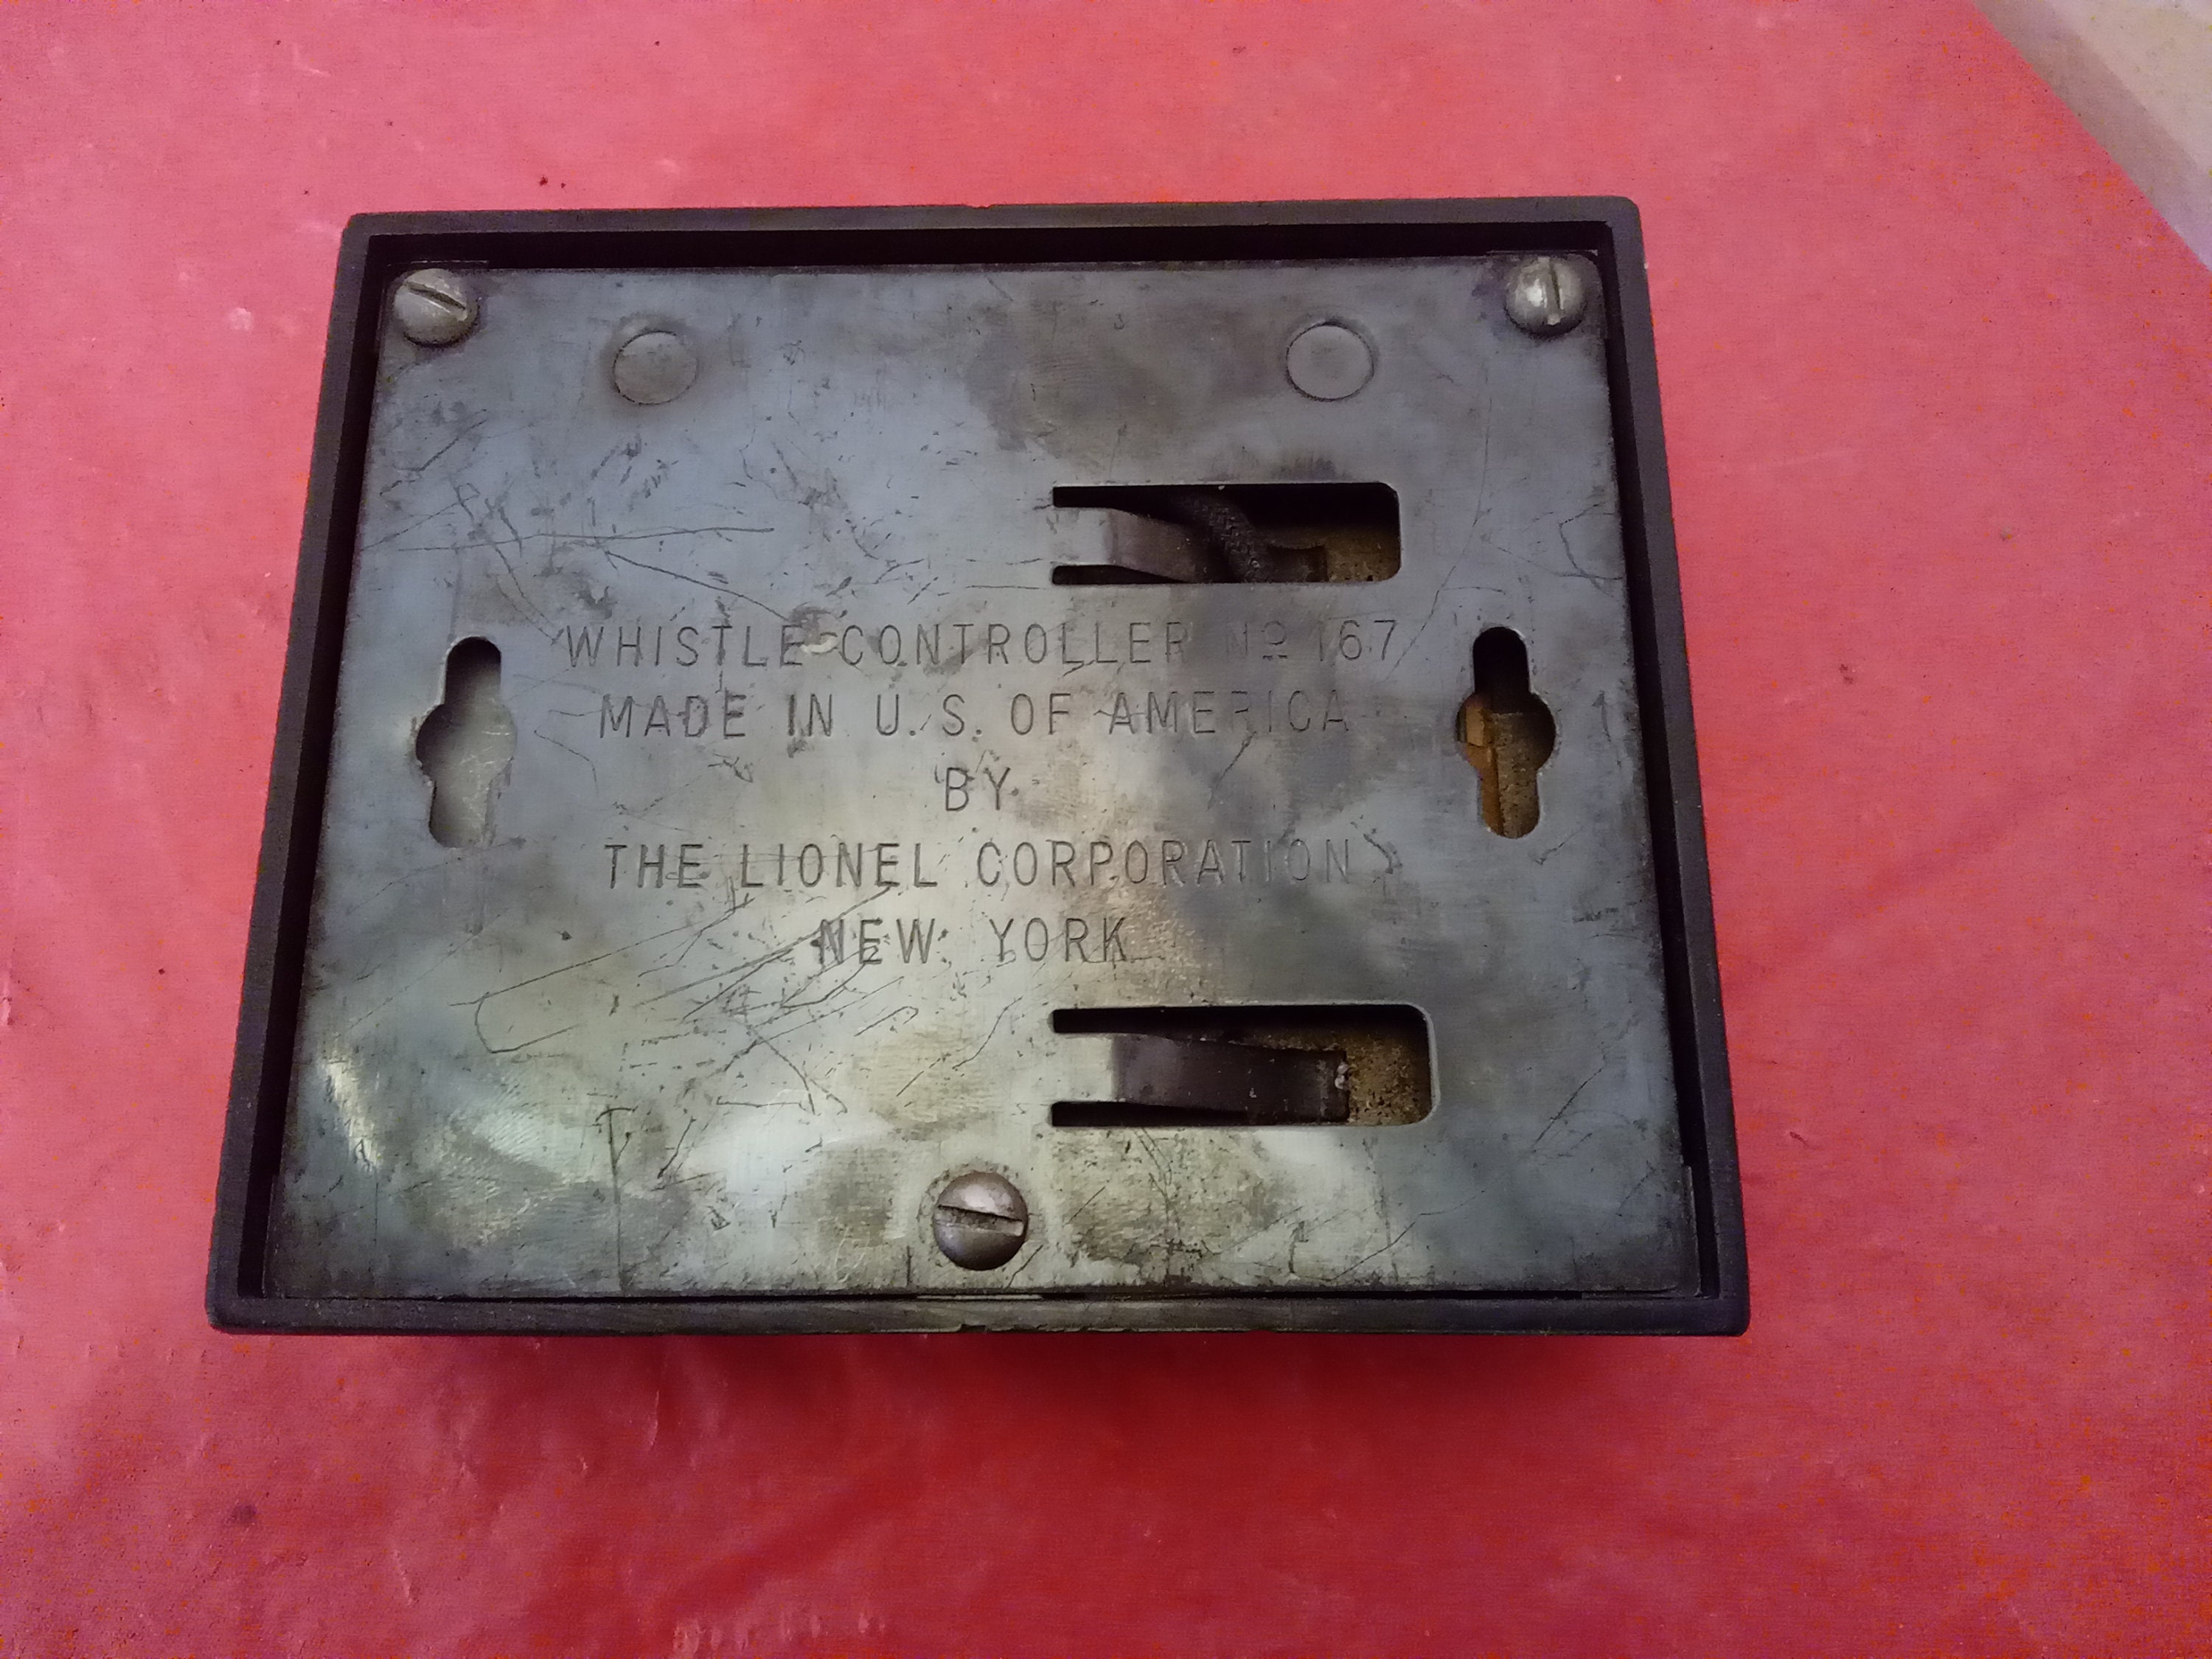 WHISTLE CONTROLLER Nº 167
MADE IN U.S. OF AMERICA
BY
THE LIONEL CORPORATION
NEW YORK